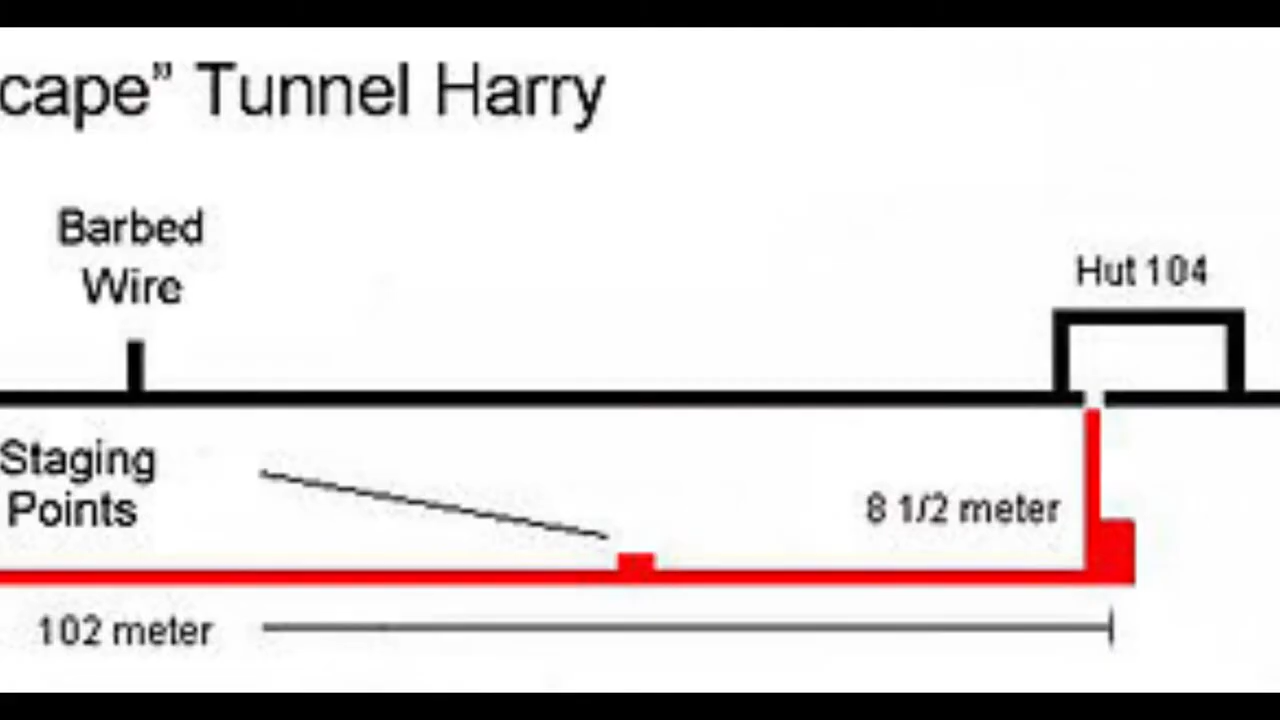 cape” Tunnel Harry
Barbed
Wire
Hut 104
Staging
Points
8 1/2 meter
102 meter